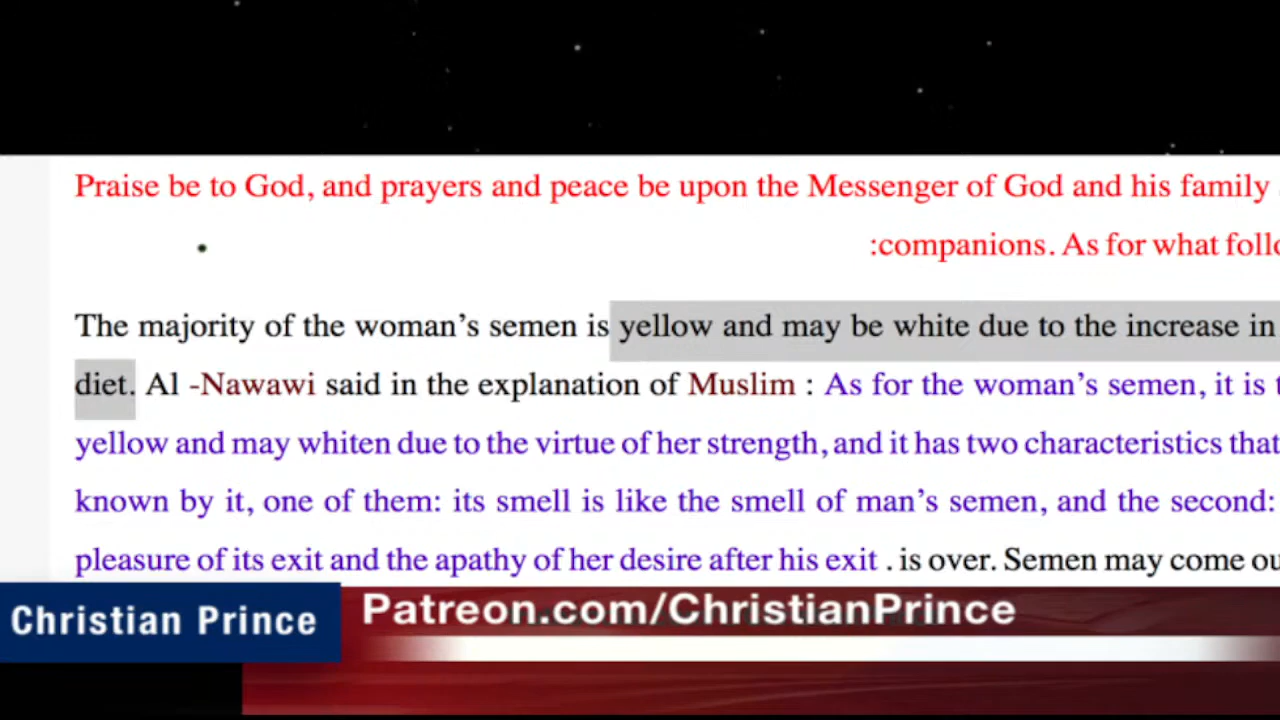 Praise be to God, and prayers and peace be upon the Messenger of God and his family
:companions. As for what
The majority of the woman's semen is yellow and may be white due to the increase in
diet. Al -Nawawi said in the explanation of Muslim : As for the woman's semen, it is
yellow and may whiten due to the virtue of her strength, and it has two characteristics that
known by it, one of them: its smell is like the smell of man's semen, and the second:
pleasure of its exit and the apathy of her desire after his exit . is over. Semen may come
Christian Prince
Patreon.com/ChristianPrince